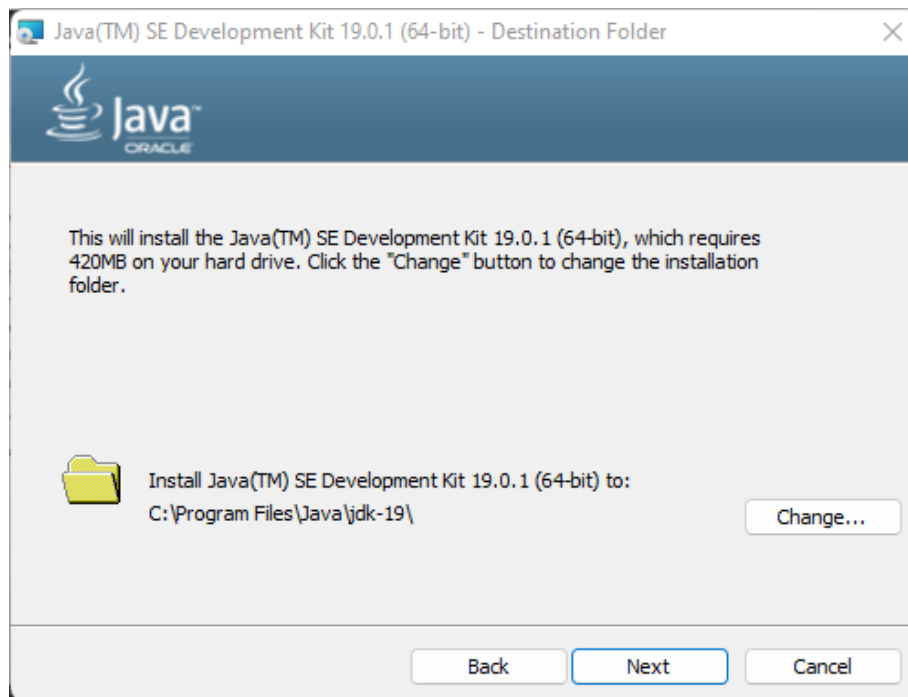 Java(TM) SE Development Kit 19.0.1 (64-bit) - Destination Folder
Java™
ORACLE
This will install the Java(TM) SE Development Kit 19.0.1 (64-bit), which requires
420MB on your hard drive. Click the "Change" button to change the installation
folder.
Install Java(TM) SE Development Kit 19.0.1 (64-bit) to:
C:\Program Files\Java\jdk-19\
Change...
Back
Next
Cancel